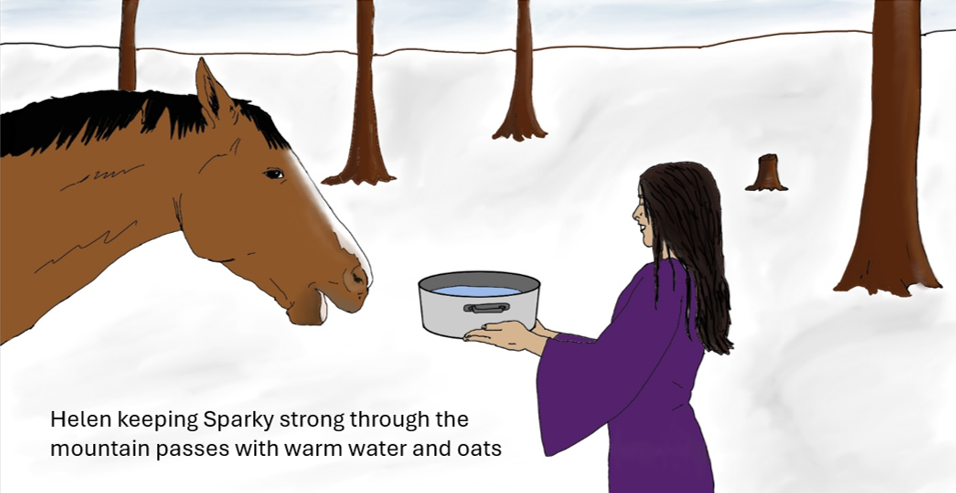 Helen keeping Sparky strong through the
mountain passes with warm water and oats